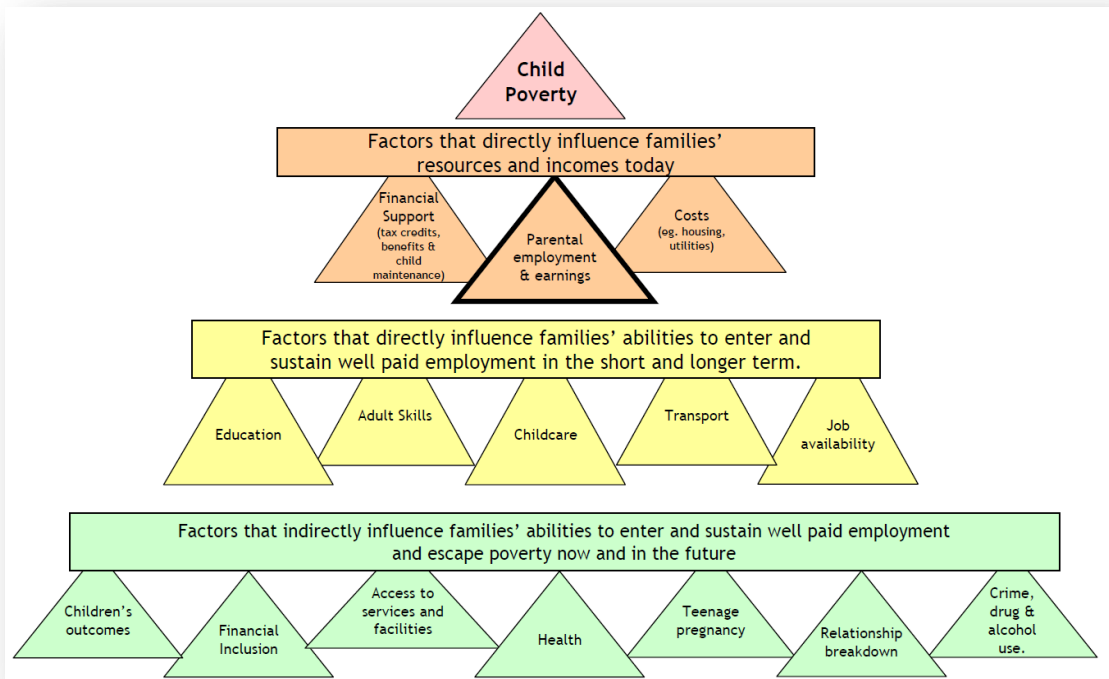 Child
Poverty
Factors that directly influence families’
resources and incomes today
Financial
Support
(tax credits,
benefits &
child
maintenance)
Parental
employment
& earnings
Costs
(eg. housing,
utilities)
Factors that directly influence families’ abilities to enter and
sustain well paid employment in the short and longer term.
Education
Adult Skills
Childcare
Transport
Job
availability
Factors that indirectly influence families’ abilities to enter and sustain well paid employment
and escape poverty now and in the future
Children’s
outcomes
Financial
Inclusion
Access to
services and
facilities
Health
Teenage
pregnancy
Relationship
breakdown
Crime,
drug &
alcohol
use.